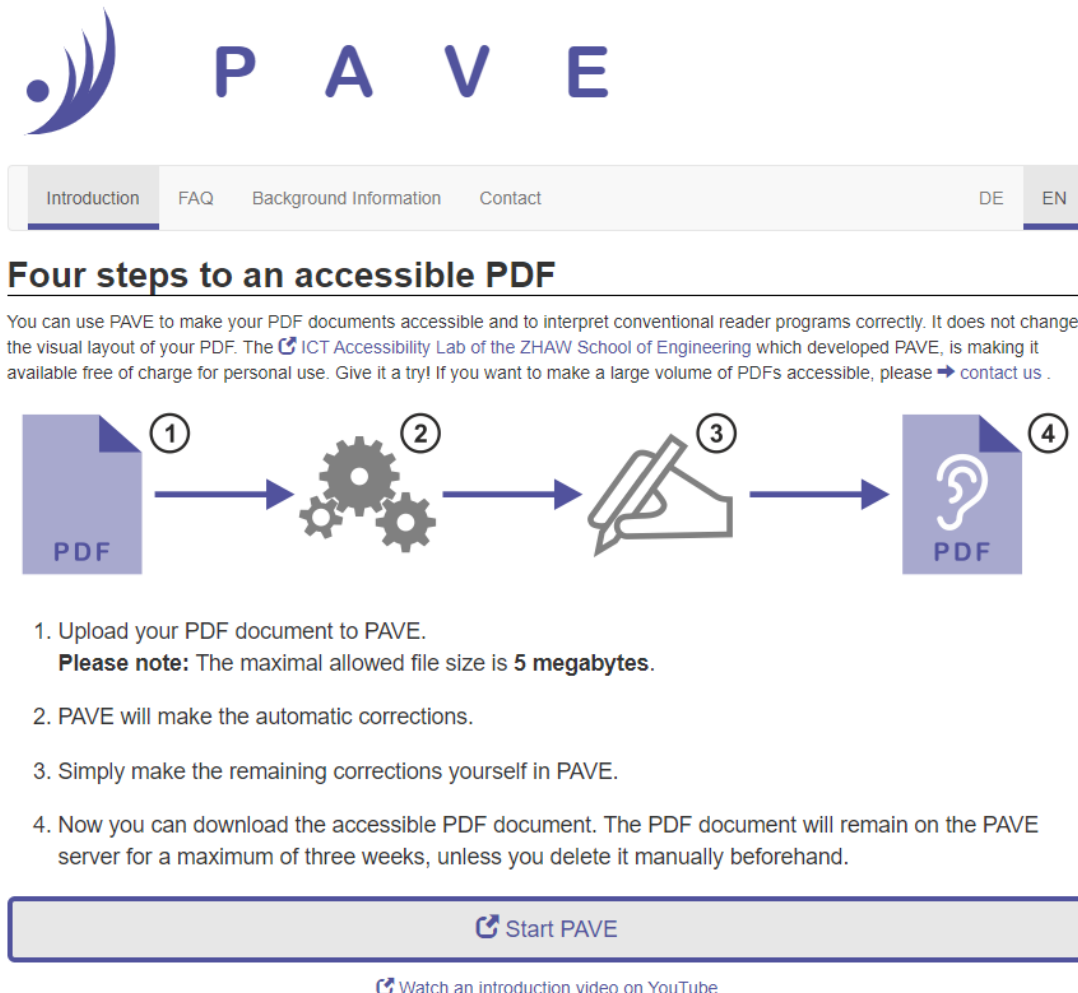 P A V E
Introduction FAQ Background Information Contact DE EN
Four steps to an accessible PDF
You can use PAVE to make your PDF documents accessible and to interpret conventional reader programs correctly. It does not change
the visual layout of your PDF. The ICT Accessibility Lab of the ZHAW School of Engineering which developed PAVE, is making it
available free of charge for personal use. Give it a try! If you want to make a large volume of PDFs accessible, please contact us .
1 2 3 4
PDF PDF
1. Upload your PDF document to PAVE.
Please note: The maximal allowed file size is 5 megabytes.
2. PAVE will make the automatic corrections.
3. Simply make the remaining corrections yourself in PAVE.
4. Now you can download the accessible PDF document. The PDF document will remain on the PAVE
server for a maximum of three weeks, unless you delete it manually beforehand.
Start PAVE
Watch an introduction video on YouTube